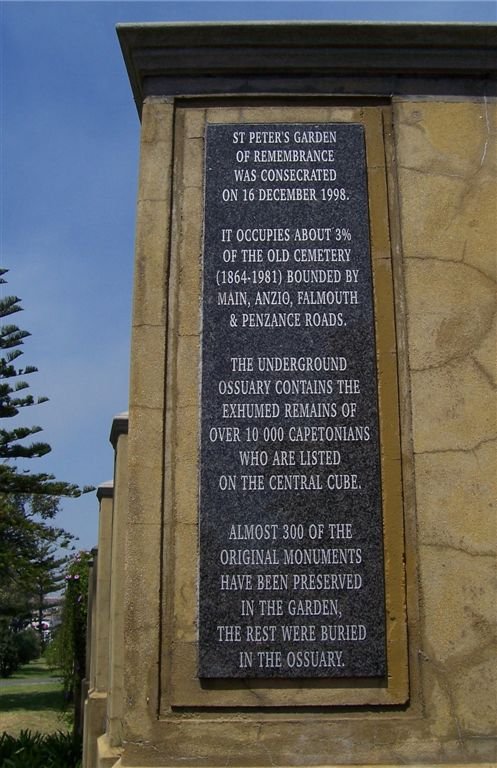 ST PETER'S GARDEN
OF REMEMBRANCE
WAS CONSECRATED
ON 16 DECEMBER 1998.
IT OCCUPIES ABOUT 3%
OF THE OLD CEMETERY
(1864-1981) BOUNDED BY
MAIN, ANZIO, FALMOUTH
& PENZANCE ROADS.
THE UNDERGROUND
OSSUARY CONTAINS THE
EXHUMED REMAINS OF
OVER 10 000 CAPETONIANS
WHO ARE LISTED
ON THE CENTRAL CUBE.
ALMOST 300 OF THE
ORIGINAL MONUMENTS
HAVE BEEN PRESERVED
IN THE GARDEN,
THE REST WERE BURIED
IN THE OSSUARY.